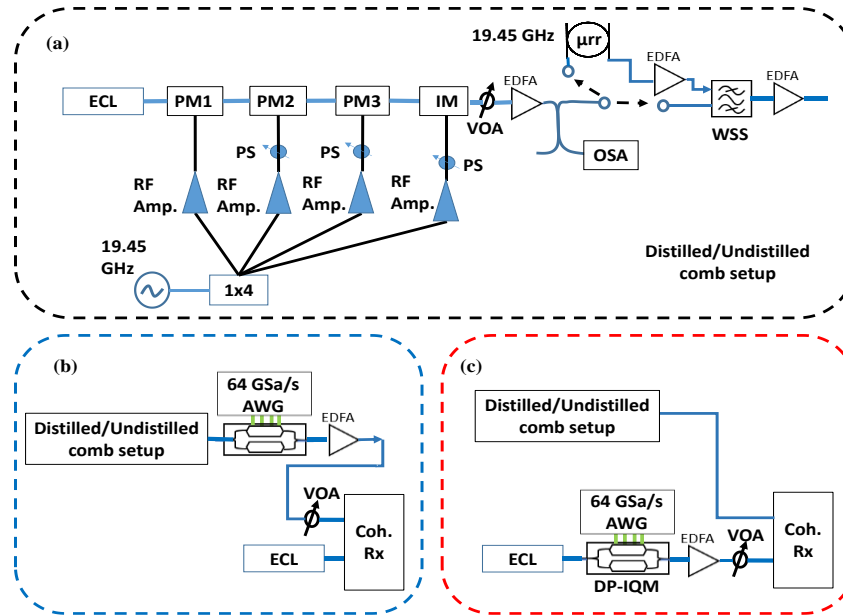 (a)
19.45 GHz
µrr
EDFA
EDFA
EDFA
ECL
PM1
PM2
PM3
IM
VOA
WSS
OSA
PS
PS
PS
RF
Amp.
RF
Amp.
RF
Amp.
RF
Amp.
19.45
GHz
1x4
Distilled/Undistilled
comb setup
(b)
64 GSa/s
AWG
EDFA
Distilled/Undistilled
comb setup
VOA
Coh.
Rx
ECL
(c)
Distilled/Undistilled
comb setup
64 GSa/s
AWG
EDFA
VOA
Coh.
Rx
ECL
DP-IQM